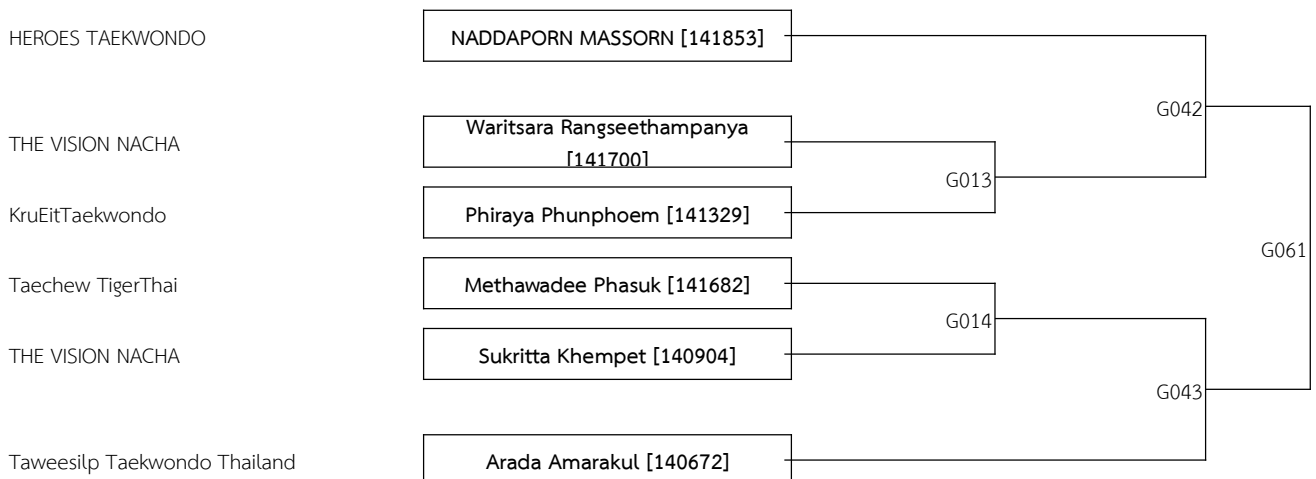 HEROES TAEKWONDO
NADDAPORN MASSORN [141853]
G042
THE VISION NACHA
Waritsara Rangseethampanya
[141700]
G013
KruEitTaekwondo
Phiraya Phunphoem [141329]
G061
Taechew TigerThai
Methawadee Phasuk [141682]
G014
THE VISION NACHA
Sukritta Khempet [140904]
G043
Taweesilp Taekwondo Thailand
Arada Amarakul [140672]